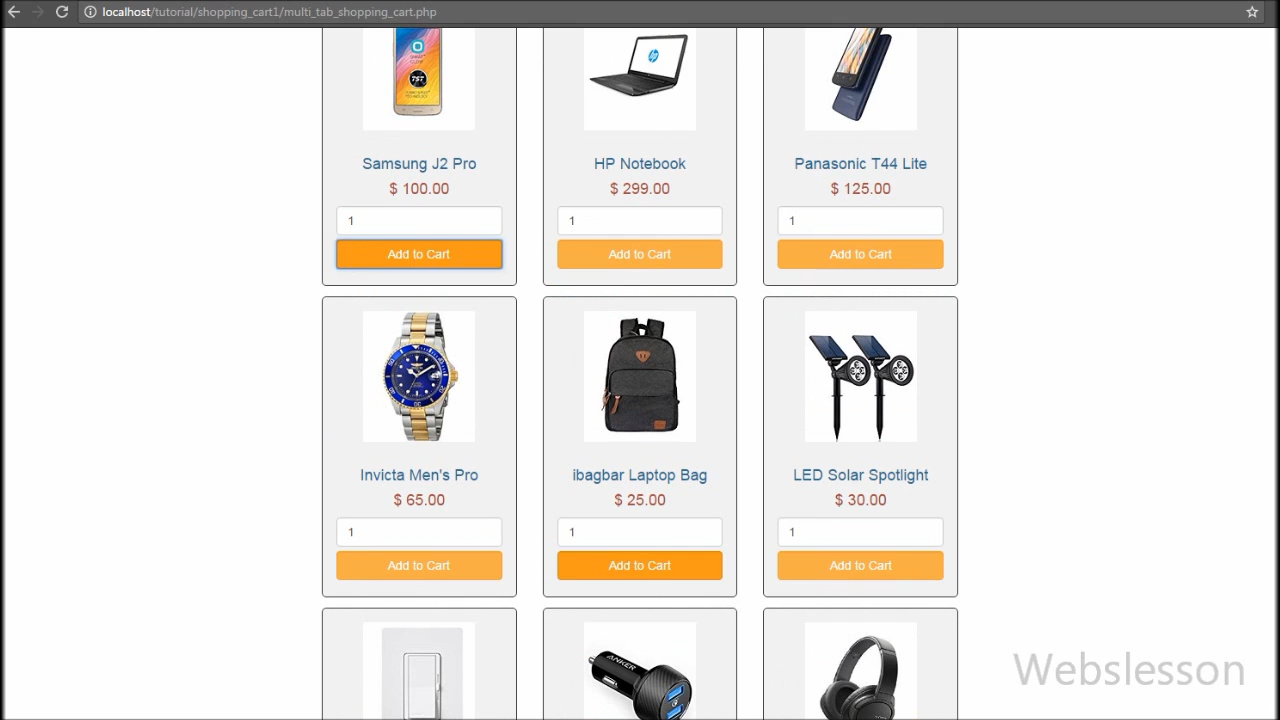 localhost/tutorial/shopping_cart1/multi_tab_shopping_cart.php
TST
hp
Samsung J2 Pro
HP Notebook
Panasonic T44 Lite
$ 100.00
$ 299.00
$ 125.00
1
1
1
Add to Cart
Add to Cart
Add to Cart
Invicta Men's Pro
ibagbar Laptop Bag
LED Solar Spotlight
$ 65.00
$ 25.00
$ 30.00
1
1
1
Add to Cart
Add to Cart
Add to Cart
ANKER
Webslesson